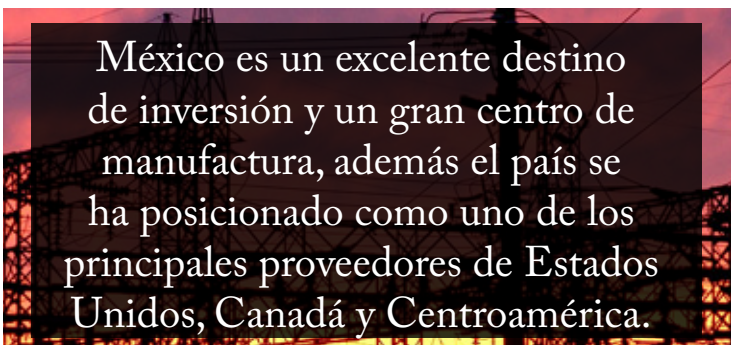 México es un excelente destino
de inversión y un gran centro de
manufactura, además el país se
ha posicionado como uno de los
principales proveedores de Estados
Unidos, Canadá y Centroamérica.